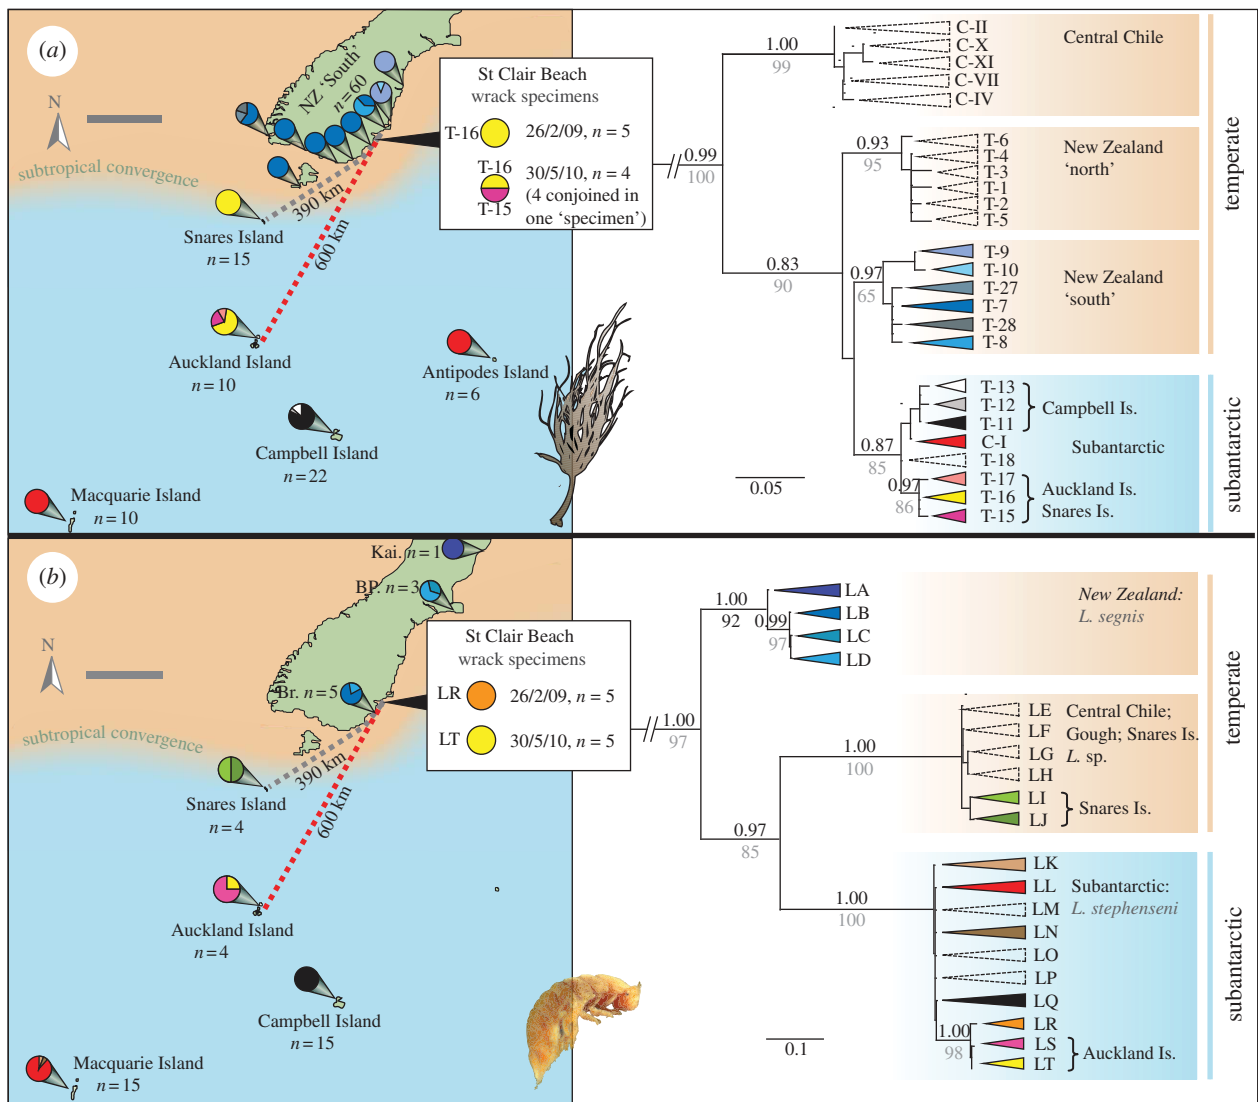 (a)
N
subtropical convergence
NZ 'South'
n=60
390 km
600 km
Snares Island
n=15
Auckland Island
n=10
Antipodes Island
n=6
Campbell Island
n=22
Macquarie Island
n=10
St Clair Beach
wrack specimens
T-16
26/2/09, n = 5
T-16
30/5/10, n = 4
(4 conjoined in
one 'specimen')
T-15
0.99
100
1.00
99
0.83
90
0.93
95
0.97
65
0.87
85
0.97
86
0.05
C-II
C-X
C-XI
C-VII
C-IV
Central Chile
T-6
T-4
T-3
T-1
T-2
T-5
New Zealand
'north'
T-9
T-10
T-27
T-7
T-28
T-8
New Zealand
'south'
T-13
T-12
T-11
Campbell Is.
C-I
T-18
Subantarctic
T-17
T-16
T-15
Auckland Is.
Snares Is.
temperate
subantarctic
(b)
N
subtropical convergence
Kai. n=1
BP. n=3
Br. n=5
390 km
600 km
Snares Island
n=4
Auckland Island
n=4
Campbell Island
n=15
Macquarie Island
n=15
St Clair Beach
wrack specimens
LR
26/2/09, n = 5
LT
30/5/10, n = 5
1.00
97
1.00
92
0.99
97
0.97
85
1.00
100
1.00
100
1.00
98
0.1
LA
LB
LC
LD
New Zealand:
L. segnis
LE
LF
LG
LH
Central Chile;
Gough; Snares Is.
L. sp.
LI
LJ
Snares Is.
LK
LL
LM
LN
LO
LP
LQ
LR
LS
LT
Subantarctic:
L. stephenseni
Auckland Is.
temperate
subantarctic